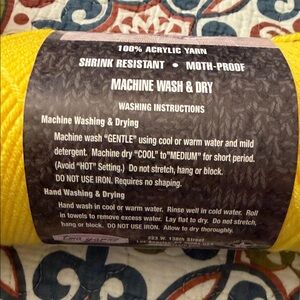 100% ACRYLIC YARN
SHRINK RESISTANT • MOTH-PROOF
MACHINE WASH & DRY
WASHING INSTRUCTIONS
Machine Washing & Drying
Machine wash "GENTLE" using cool or warm water and mild
detergent. Machine dry "COOL" to "MEDIUM" for short period.
(Avoid "HOT" Setting.) Do not stretch, hang or block.
DO NOT USE IRON. Requires no shaping.
Hand Washing & Drying
Hand wash in cool or warm water. Rinse well in cold water. Roll
in towels to remove excess water. Lay flat to dry. Do not stretch,
hang or block. DO NOT USE IRON. Allow to dry thoroughly.
W. 138th Street
Los